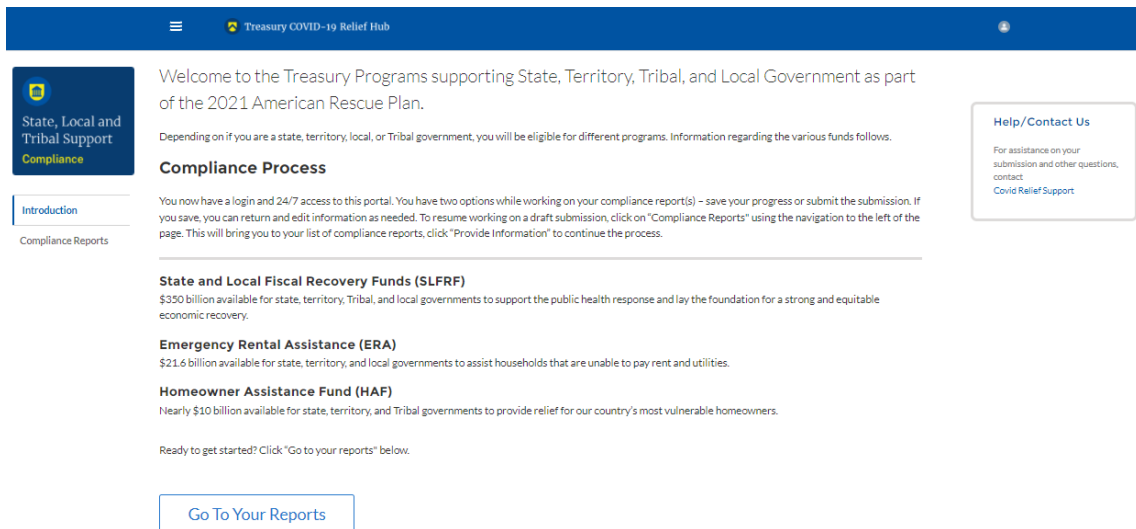 Treasury COVID-19 Relief Hub
State, Local and
Tribal Support
Compliance
Introduction
Compliance Reports
Welcome to the Treasury Programs supporting State, Territory, Tribal, and Local Government as part
of the 2021 American Rescue Plan.
Depending on if you are a state, territory, local, or Tribal government, you will be eligible for different programs. Information regarding the various funds follows.
Compliance Process
You now have a login and 24/7 access to this portal. You have two options while working on your compliance report(s) – save your progress or submit the submission. If
you save, you can return and edit information as needed. To resume working on a draft submission, click on "Compliance Reports" using the navigation to the left of the
page. This will bring you to your list of compliance reports, click "Provide Information" to continue the process.
State and Local Fiscal Recovery Funds (SLFRF)
$350 billion available for state, territory, Tribal, and local governments to support the public health response and lay the foundation for a strong and equitable
economic recovery.
Emergency Rental Assistance (ERA)
$21.6 billion available for state, territory, and local governments to assist households that are unable to pay rent and utilities.
Homeowner Assistance Fund (HAF)
Nearly $10 billion available for state, territory, and Tribal governments to provide relief for our country's most vulnerable homeowners.
Ready to get started? Click "Go to your reports" below.
Go To Your Reports
Help/Contact Us
For assistance on your
submission and other questions,
contact
Covid Relief Support